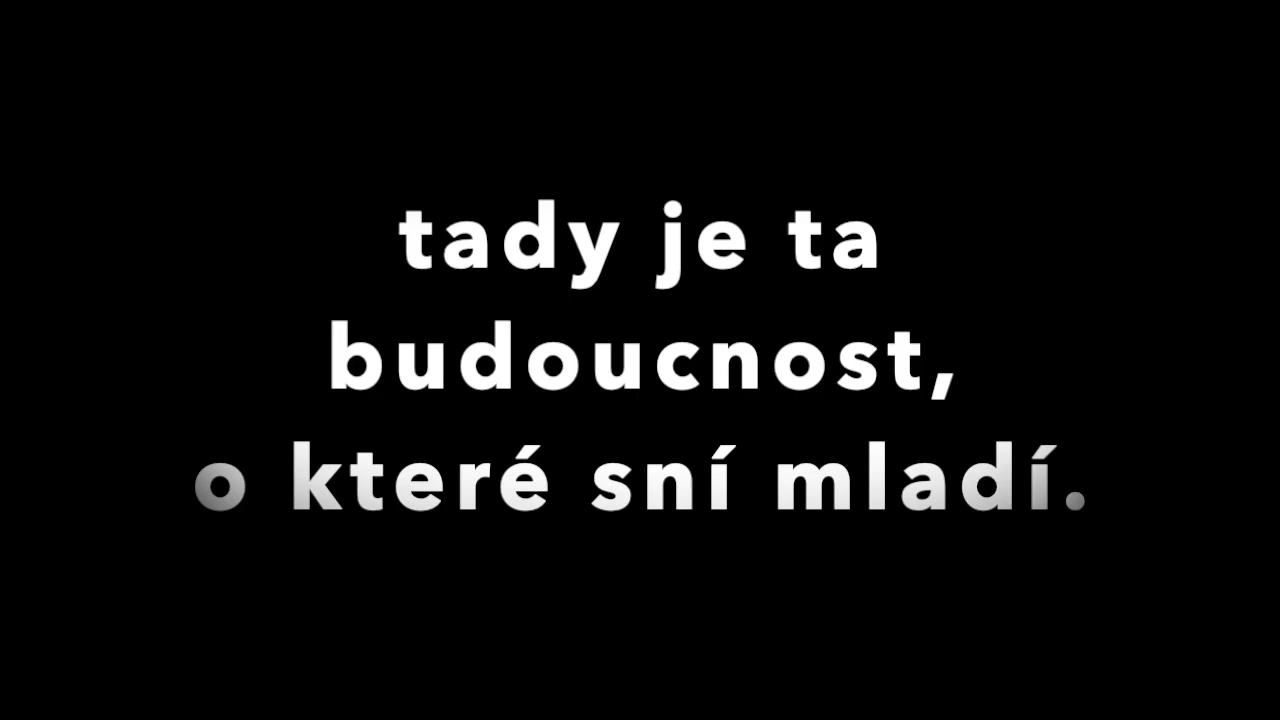 tady je ta
budoucnost,
o které sní mladí.